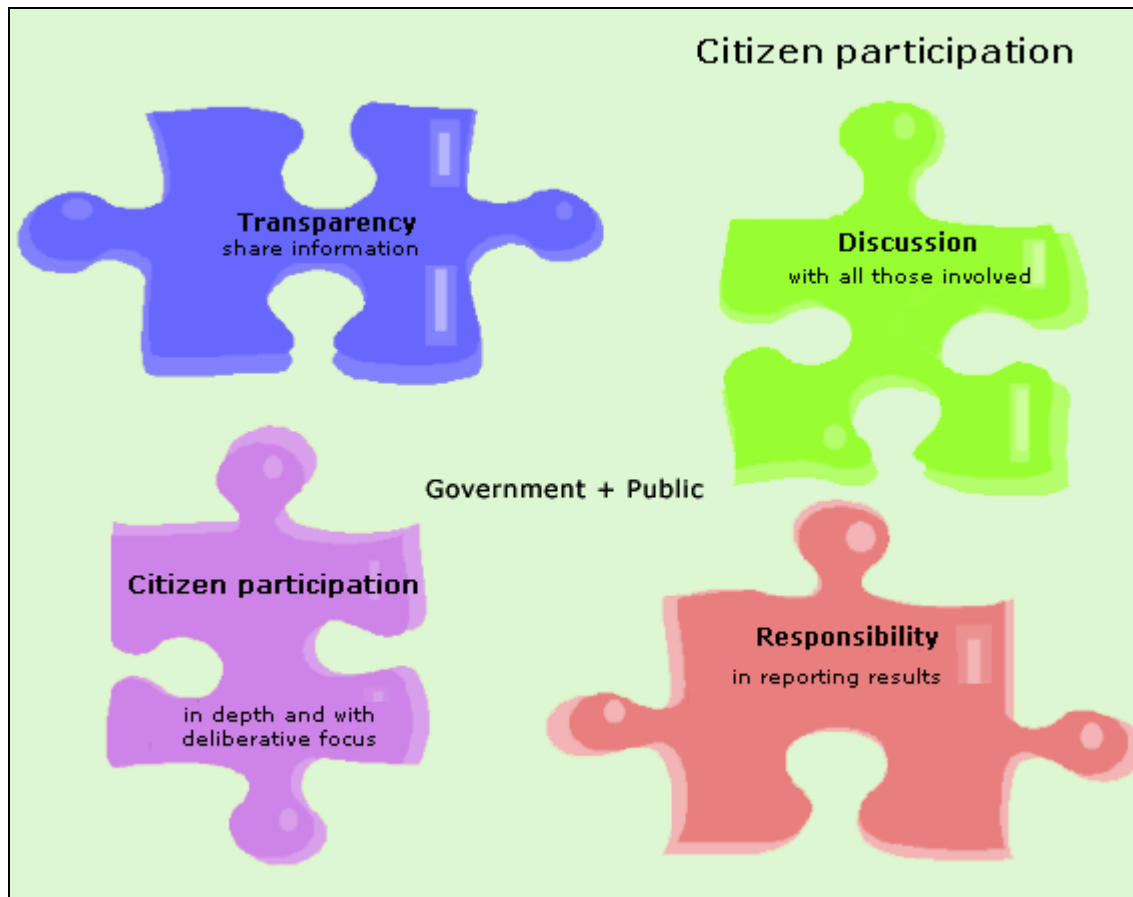 Citizen participation
Transparency
share information
Discussion
with all those involved
Government + Public
Citizen participation
in depth and with
deliberative focus
Responsibility
in reporting results